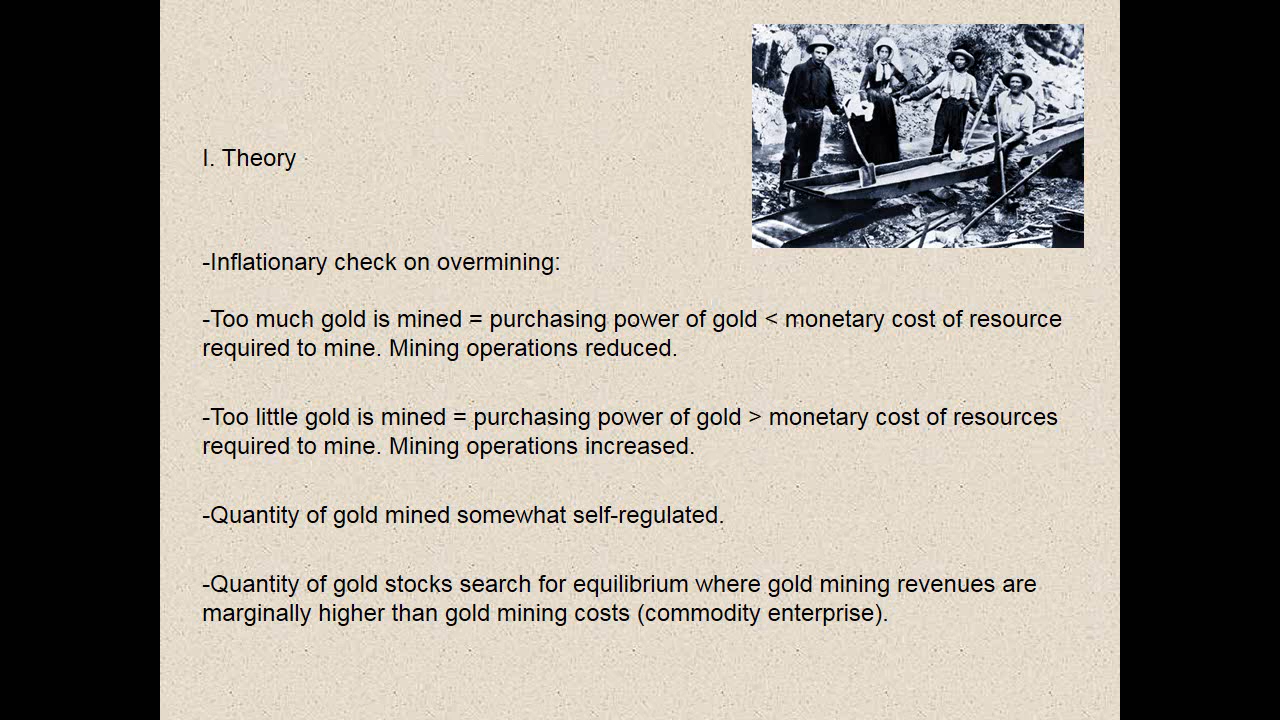 I. Theory
-Inflationary check on overmining:
-Too much gold is mined = purchasing power of gold < monetary cost of resource
required to mine. Mining operations reduced.
-Too little gold is mined = purchasing power of gold > monetary cost of resources
required to mine. Mining operations increased.
-Quantity of gold mined somewhat self-regulated.
-Quantity of gold stocks search for equilibrium where gold mining revenues are
marginally higher than gold mining costs (commodity enterprise).